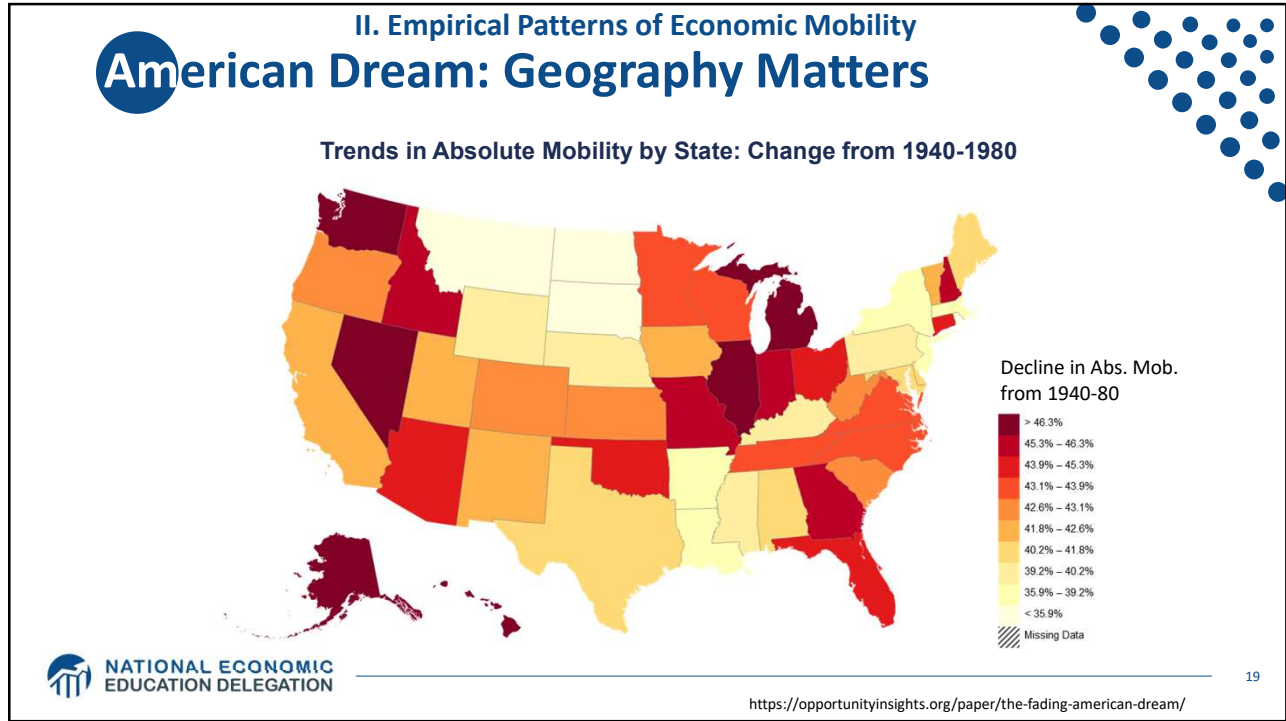 II. Empirical Patterns of Economic Mobility
American Dream: Geography Matters
Trends in Absolute Mobility by State: Change from 1940-1980
Decline in Abs. Mob.
from 1940-80
> 46.3%
45.3% – 46.3%
43.9% – 45.3%
43.1% – 43.9%
42.6% – 43.1%
41.8% – 42.6%
40.2% – 41.8%
39.2% – 40.2%
35.9% – 39.2%
< 35.9%
Missing Data
NATIONAL ECONOMIC
EDUCATION DELEGATION
19
https://opportunityinsights.org/paper/the-fading-american-dream/